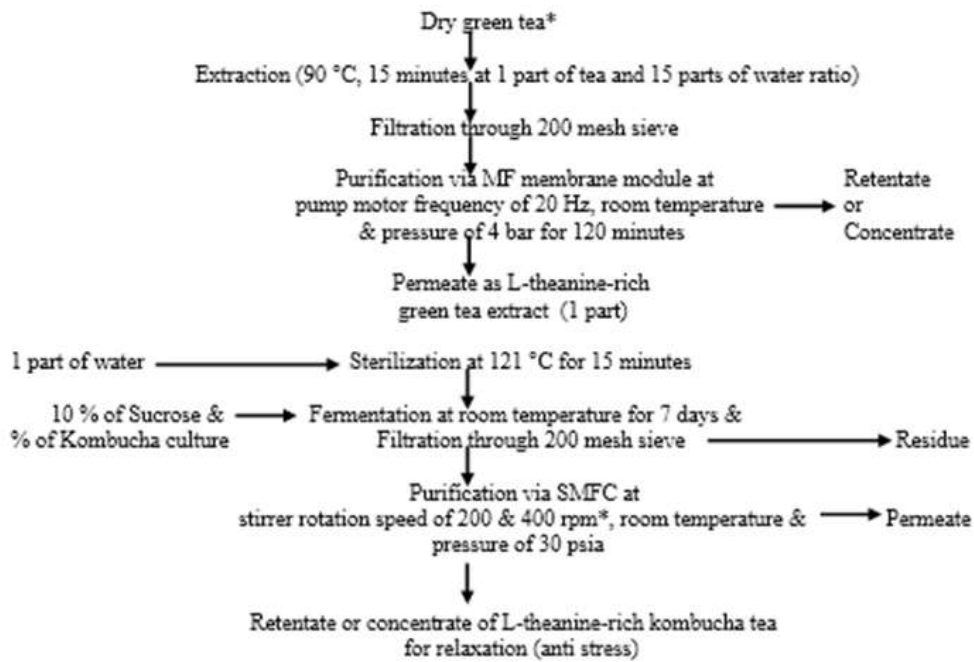 Dry green tea*
Extraction (90 °C, 15 minutes at 1 part of tea and 15 parts of water ratio)
Filtration through 200 mesh sieve
Purification via MF membrane module at
pump motor frequency of 20 Hz, room temperature
& pressure of 4 bar for 120 minutes
Retentate
or
Concentrate
Permeate as L-theanine-rich
green tea extract (1 part)
1 part of water
Sterilization at 121 °C for 15 minutes
10 % of Sucrose &
% of Kombucha culture
Fermentation at room temperature for 7 days &
Filtration through 200 mesh sieve
Residue
Purification via SMFC at
stirrer rotation speed of 200 & 400 rpm*, room temperature &
pressure of 30 psia
Permeate
Retentate or concentrate of L-theanine-rich kombucha tea
for relaxation (anti stress)